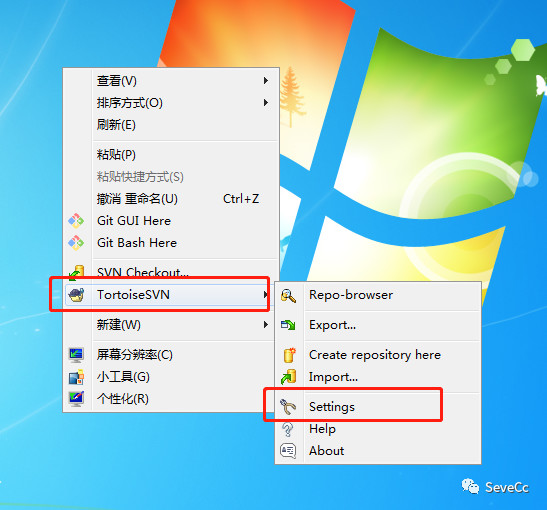 查看(V)
排序方式(O)
刷新(E)
粘贴(P)
粘贴快捷方式(S)
撤消 重命名(U) Ctrl+Z
Git GUI Here
Git Bash Here
SVN Checkout...
TortoiseSVN
新建(W)
屏幕分辨率(C)
小工具(G)
个性化(R)
Repo-browser
Export...
Create repository here
Import...
Settings
Help
About
SeveCc